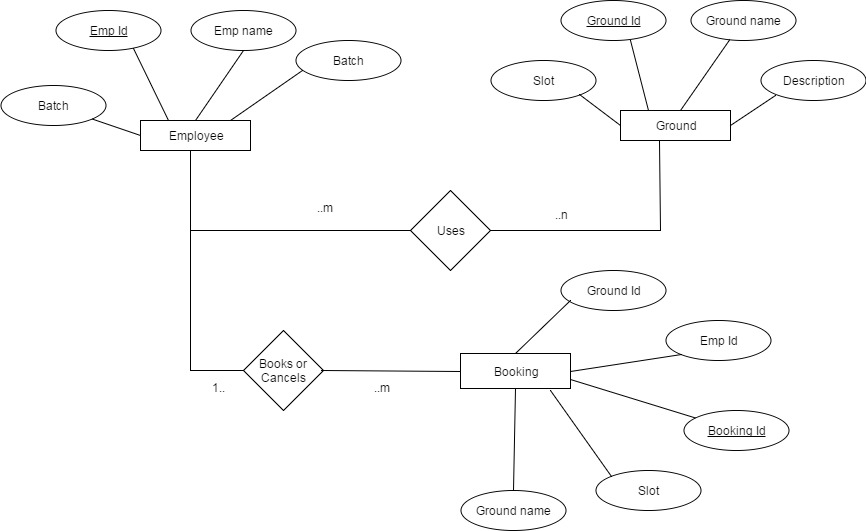 Emp Id
Emp name
Batch
Batch
Employee
Ground Id
Ground name
Slot
Description
Ground
..m
Uses
..n
Books or
Cancels
1..
..m
Booking
Ground Id
Emp Id
Booking Id
Slot
Ground name